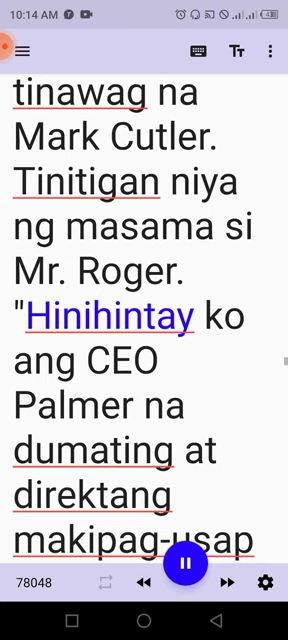 10:14 AM
tinawag na
Mark Cutler.
Tinitigan niya
ng masama si
Mr. Roger.
"Hinihintay ko
ang CEO
Palmer na
dumating at
direktang
makipag-usap
78048